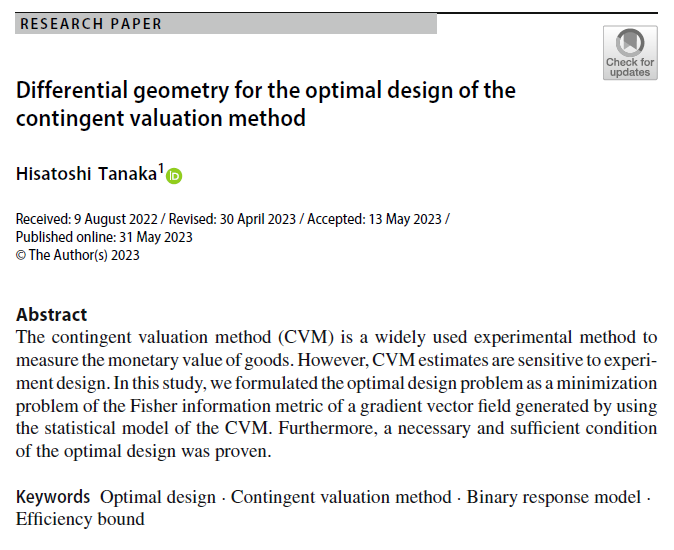 RESEARCH PAPER
Check for
updates
Differential geometry for the optimal design of the
contingent valuation method
Hisatoshi Tanaka1 iD
Received: 9 August 2022 / Revised: 30 April 2023 / Accepted: 13 May 2023 /
Published online: 31 May 2023
© The Author(s) 2023
Abstract
The contingent valuation method (CVM) is a widely used experimental method to
measure the monetary value of goods. However, CVM estimates are sensitive to experi-
ment design. In this study, we formulated the optimal design problem as a minimization
problem of the Fisher information metric of a gradient vector field generated by using
the statistical model of the CVM. Furthermore, a necessary and sufficient condition
of the optimal design was proven.
Keywords Optimal design · Contingent valuation method · Binary response model ·
Efficiency bound